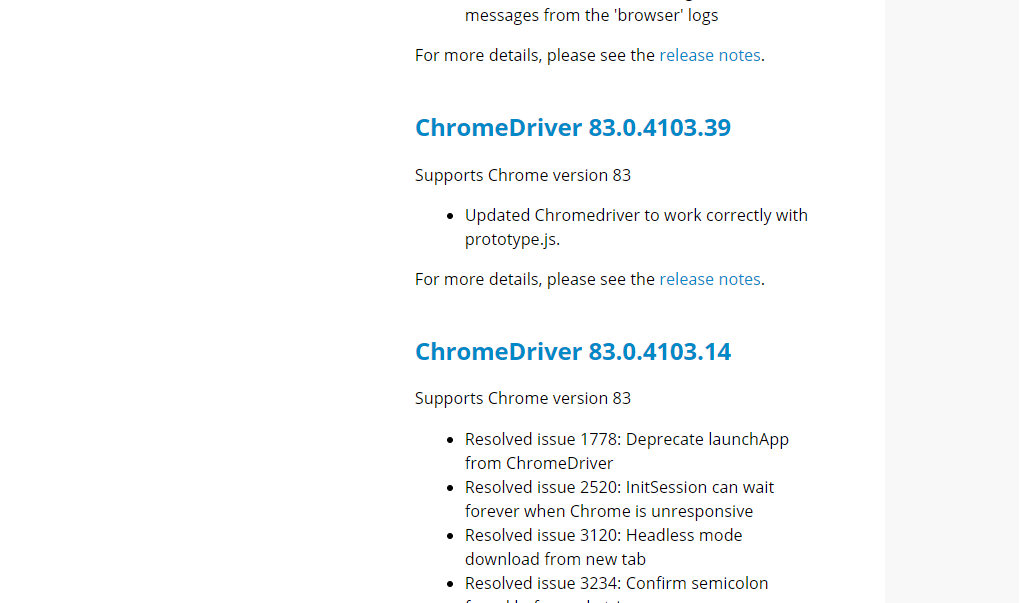 messages from the 'browser' logs
For more details, please see the release notes.
ChromeDriver 83.0.4103.39
Supports Chrome version 83
Updated Chromedriver to work correctly with
prototype.js.
For more details, please see the release notes.
ChromeDriver 83.0.4103.14
Supports Chrome version 83
Resolved issue 1778: Deprecate launchApp
from ChromeDriver
Resolved issue 2520: InitSession can wait
forever when Chrome is unresponsive
Resolved issue 3120: Headless mode
download from new tab
Resolved issue 3234: Confirm semicolon